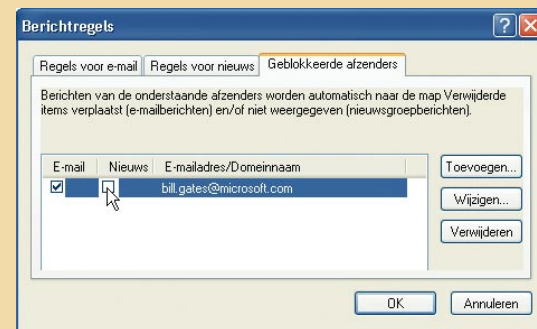 Berichtregels
Regels voor e-mail Regels voor nieuws Geblokkeerde afzenders
Berichten van de onderstaande afzenders worden automatisch naar de map Verwijderde
items verplaatst (e-mailberichten) en/of niet weergegeven (nieuwsgroepberichten).
E-mail Nieuws E-mailadres/Domeinnaam
bill.gates@microsoft.com
Toevoegen...
Wijzigen...
Verwijderen
OK Annuleren